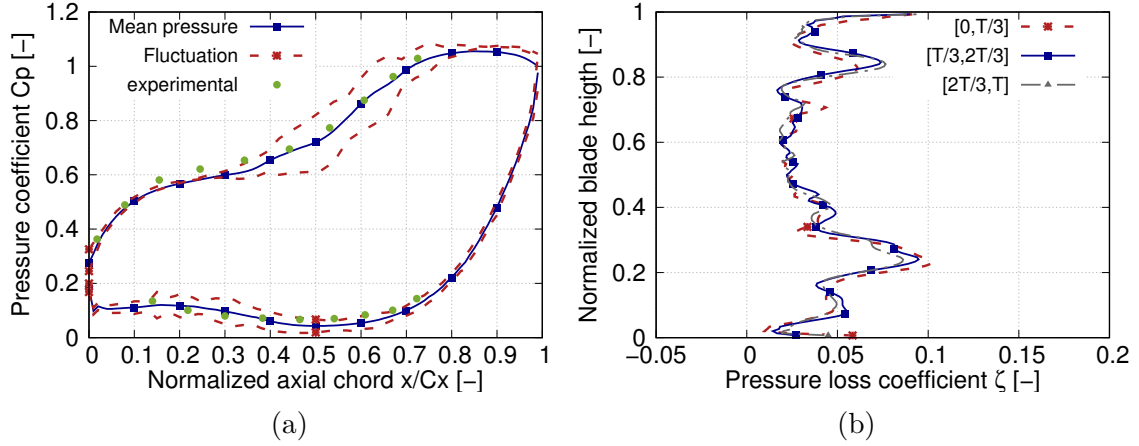 Pressure coefficient Cp [−]
1.2
1
0.8
0.6
0.4
0.2
0
Mean pressure
Fluctuation
experimental
0 0.1 0.2 0.3 0.4 0.5 0.6 0.7 0.8 0.9 1
Normalized axial chord x/Cx [−]
(a)
Normalized blade heigth [−]
1
0.8
0.6
0.4
0.2
0
[0,T/3]
[T/3,2T/3]
[2T/3,T]
−0.05 0 0.05 0.1 0.15 0.2
Pressure loss coefficient ζ [−]
(b)